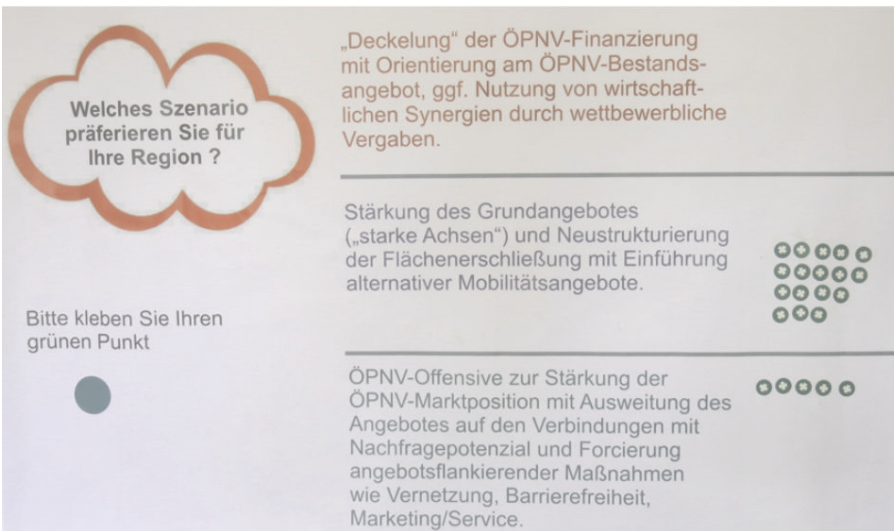 Welches Szenario
präferieren Sie für
Ihre Region ?
Bitte kleben Sie Ihren
grünen Punkt
„Deckelung“ der ÖPNV-Finanzierung
mit Orientierung am ÖPNV-Bestands-
angebot, ggf. Nutzung von wirtschaft-
lichen Synergien durch wettbewerbliche
Vergaben.
Stärkung des Grundangebotes
(„starke Achsen“) und Neustrukturierung
der Flächenerschließung mit Einführung
alternativer Mobilitätsangebote.
ÖPNV-Offensive zur Stärkung der
ÖPNV-Marktposition mit Ausweitung des
Angebotes auf den Verbindungen mit
Nachfragepotenzial und Forcierung
angebotsflankierender Maßnahmen
wie Vernetzung, Barrierefreiheit,
Marketing/Service.